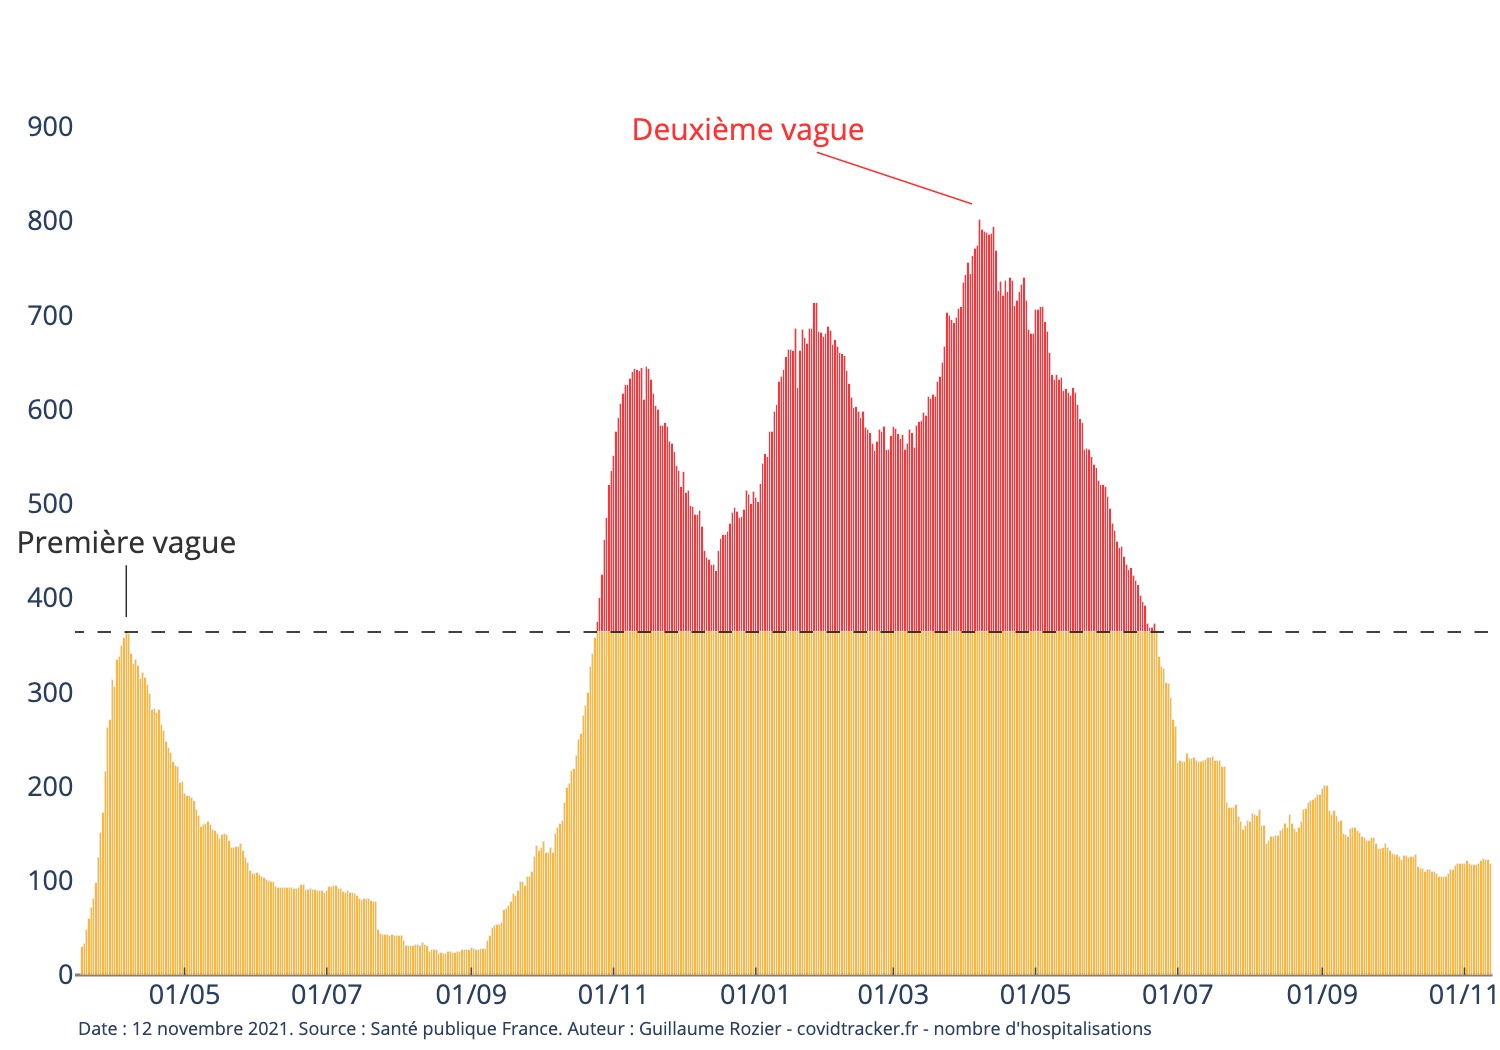 900
Deuxième vague
800
700
600
500
Première vague
400
300
200
100
0
01/05 01/07 01/09 01/11 01/01 01/03 01/05 01/07 01/09 01/11
Date : 12 novembre 2021. Source : Santé publique France. Auteur : Guillaume Rozier - covidtracker.fr - nombre d'hospitalisations